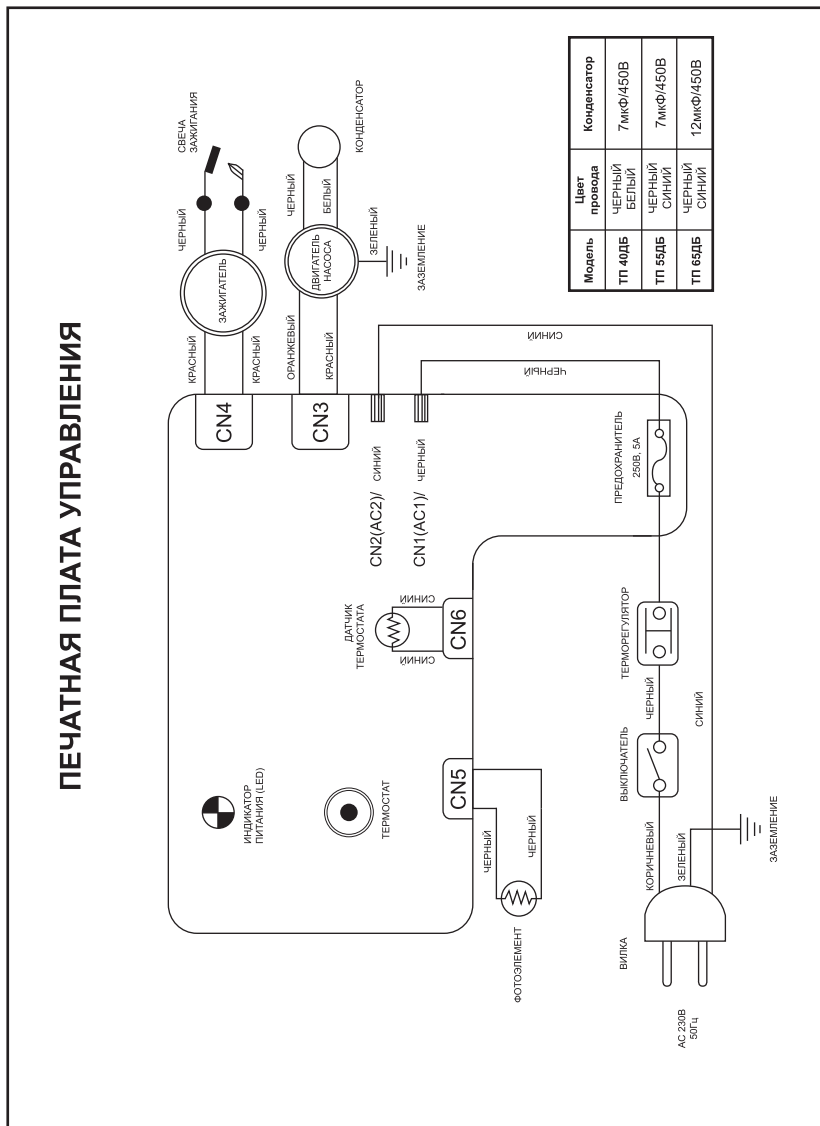 ПЕЧАТНАЯ ПЛАТА УПРАВЛЕНИЯ
ИНДИКАТОР
ПИТАНИЯ (LED)
ТЕРМОСТАТ
ДАТЧИК
ТЕРМОСТАТА
СИНИЙ
СИНИЙ
CN6
CN5
ЧЕРНЫЙ
ЧЕРНЫЙ
ФОТОЭЛЕМЕНТ
CN4
КРАСНЫЙ
КРАСНЫЙ
ЗАЖИГАТЕЛЬ
ЧЕРНЫЙ
ЧЕРНЫЙ
СВЕЧА
ЗАЖИГАНИЯ
CN3
ОРАНЖЕВЫЙ
КРАСНЫЙ
ДВИГАТЕЛЬ
НАСОСА
ЧЕРНЫЙ
БЕЛЫЙ
КОНДЕНСАТОР
ЗЕЛЕНЫЙ
ЗАЗЕМЛЕНИЕ
CN2(AC2)/ СИНИЙ
CN1(AC1)/ ЧЕРНЫЙ
СИНИЙ
ЧЕРНЫЙ
ПРЕДОХРАНИТЕЛЬ
250В, 5А
ТЕРМОРЕГУЛЯТОР
ЧЕРНЫЙ
ВЫКЛЮЧАТЕЛЬ
СИНИЙ
КОРИЧНЕВЫЙ
ЗЕЛЕНЫЙ
ЗАЗЕМЛЕНИЕ
ВИЛКА
АС 230В
50Гц
Модель Цвет провода Конденсатор
ТП 40ДБ ЧЕРНЫЙ БЕЛЫЙ 7мкФ/450В
ТП 55ДБ ЧЕРНЫЙ СИНИЙ 7мкФ/450В
ТП 65ДБ ЧЕРНЫЙ СИНИЙ 12мкФ/450В